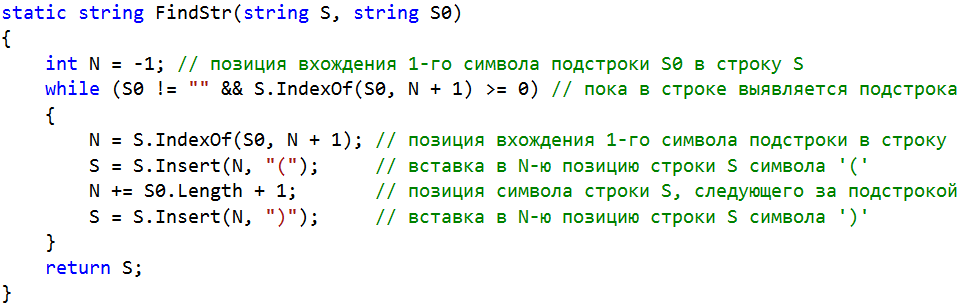 static string FindStr(string S, string S0)
{
    int N = -1; // позиция вхождения 1-го символа подстроки S0 в строку S
    while (S0 != "" && S.IndexOf(S0, N + 1) >= 0) // пока в строке выявляется подстрока
    {
        N = S.IndexOf(S0, N + 1); // позиция вхождения 1-го символа подстроки в строку
        S = S.Insert(N, "(");     // вставка в N-ю позицию строки S символа '('
        N += S0.Length + 1;       // позиция символа строки S, следующего за подстрокой
        S = S.Insert(N, ")");     // вставка в N-ю позицию строки S символа ')'
    }
    return S;
}